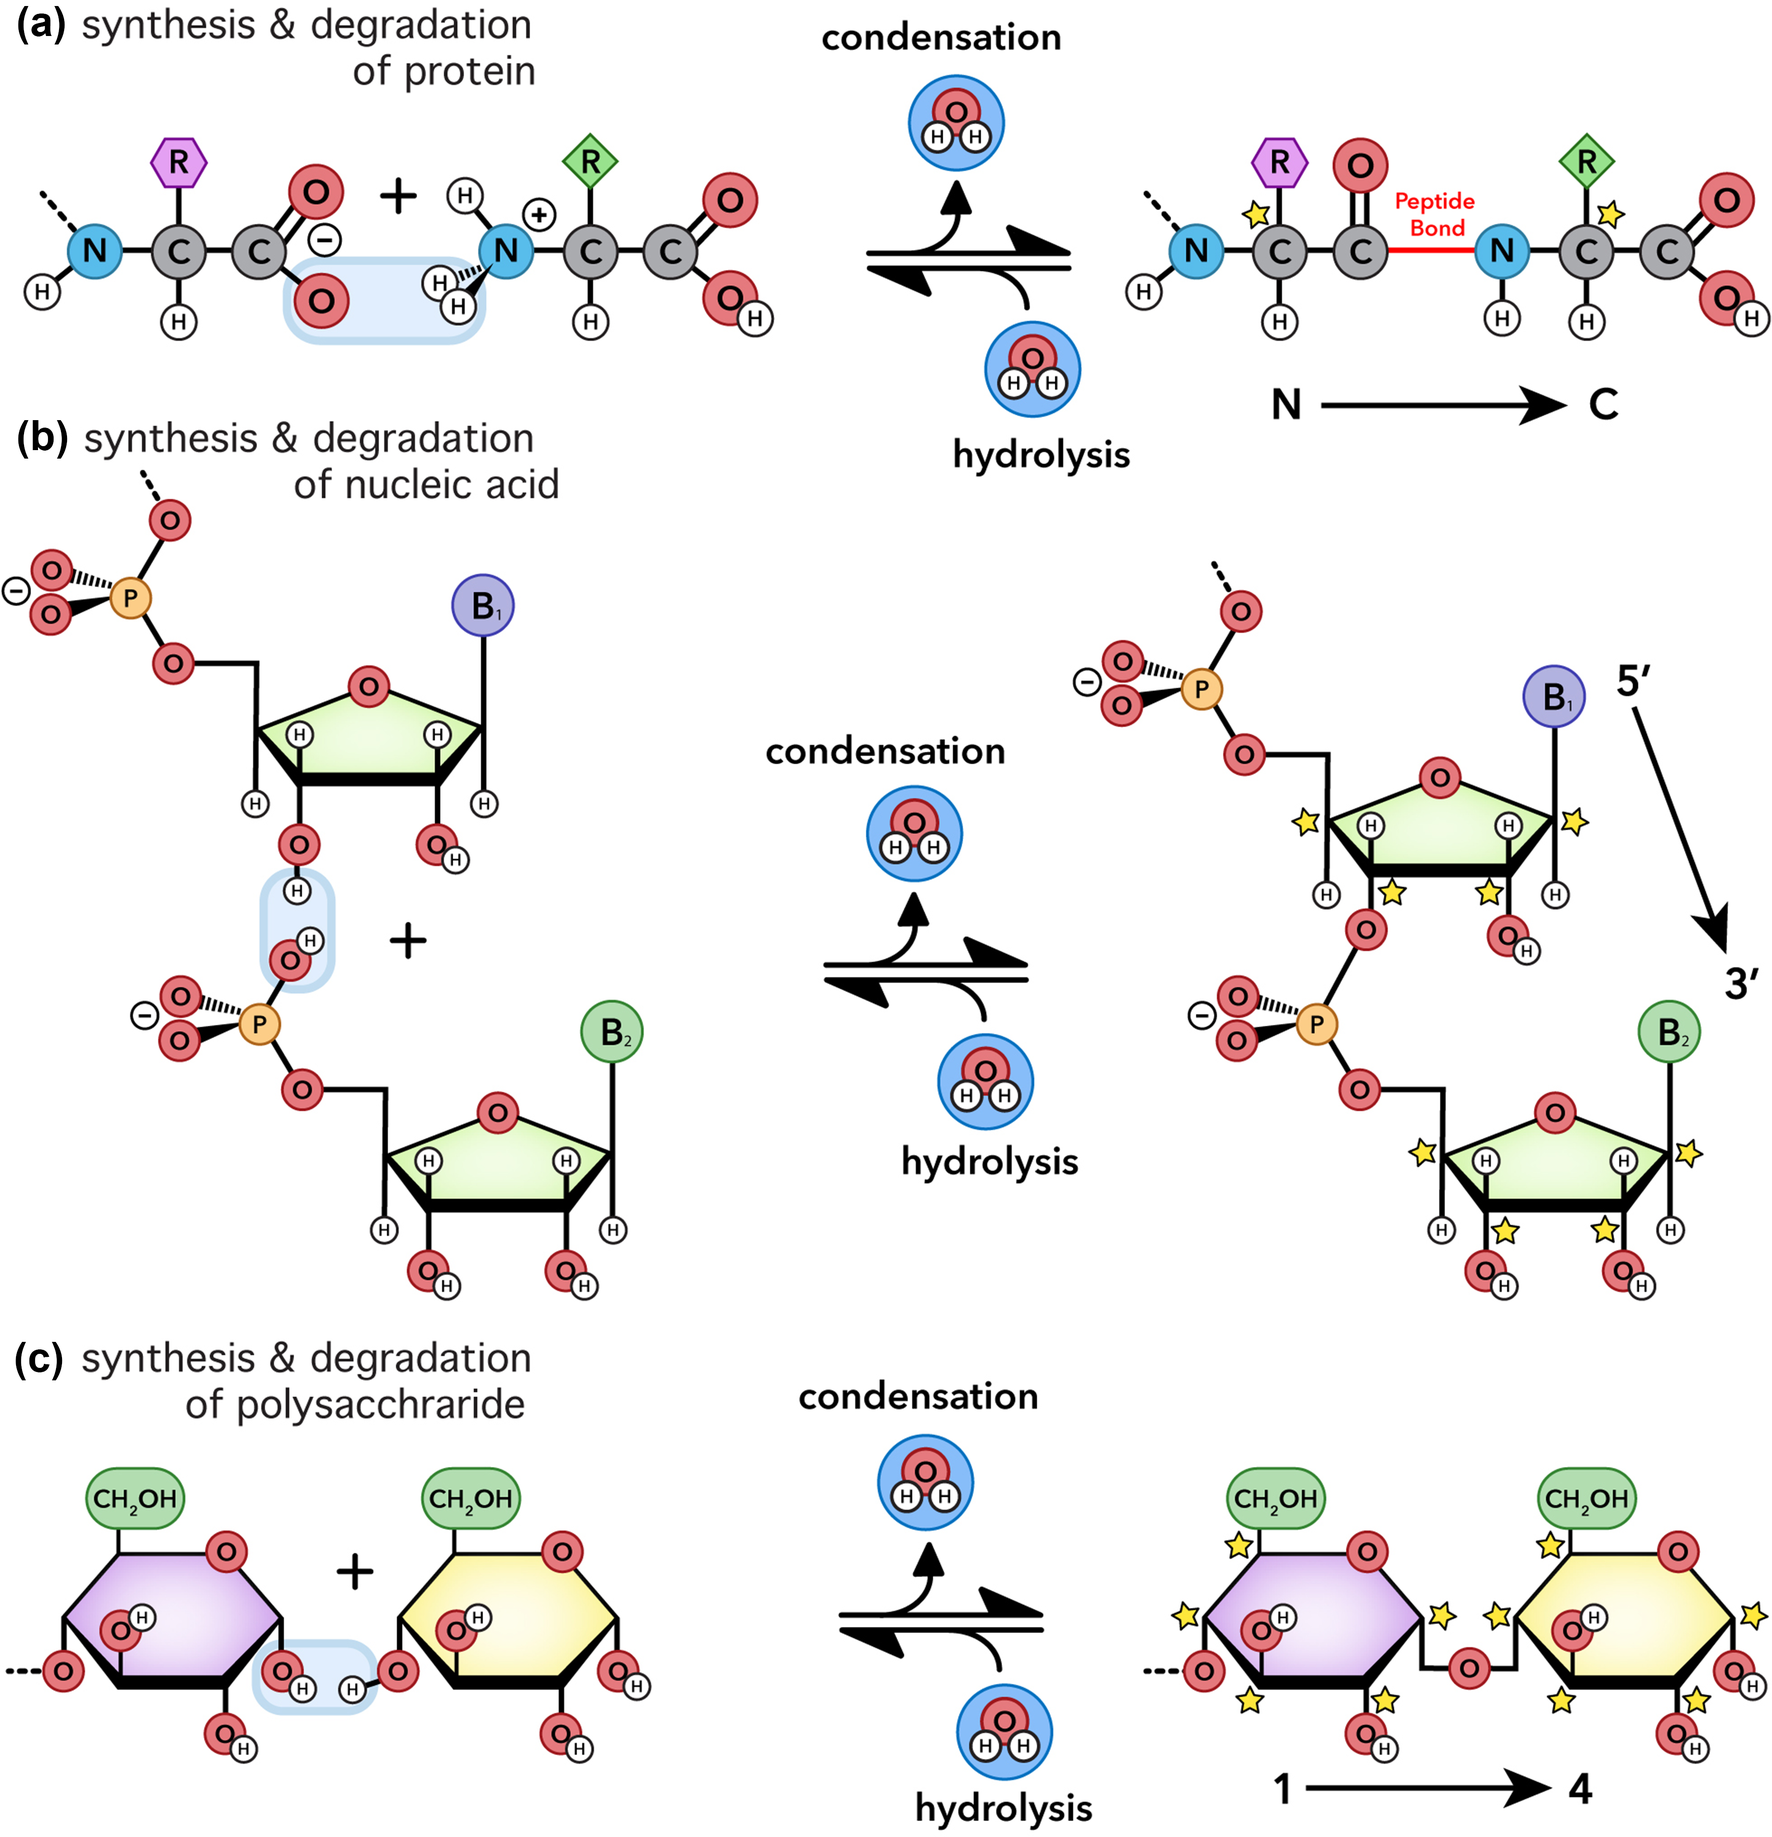 (a) synthesis & degradation
of protein
condensation
O
H H
R
O
+
H
+
R
O
N C C
−
N C C
H
H
O
H
H
H
O
H
R
O
R
O
Peptide
Bond
N C C N C C
H
H
H
H
O
H
O
H H
hydrolysis
N C
(b) synthesis & degradation
of nucleic acid
O
O
−
O
P
O
B1
O
H
H
H
H
O
O
H
H
+
H
O
O
−
O
P
O
B2
O
H
H
H
H
O
H
O
H
condensation
O
H H
O
H H
hydrolysis
O
O
−
O
P
O
B1
O
H
H
H
H
O
O
H
5′
3′
O
−
O
P
O
B2
O
H
H
H
H
O
H
O
H
(c) synthesis & degradation
of polysacchraride
CH2OH
O
O
H
O
O
H
O
H
+
CH2OH
O
O
H
H
O
O
H
O
H
condensation
O
H H
O
H H
hydrolysis
CH2OH
O
O
H
O
O
H
O
CH2OH
O
O
H
O
H
O
H
1 4